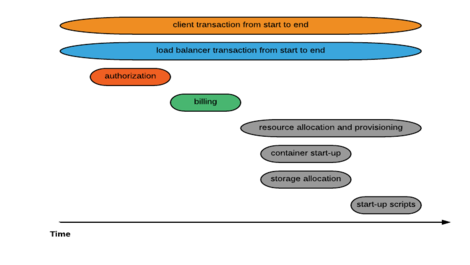 client transaction from start to end
load balancer transaction from start to end
authorization
billing
resource allocation and provisioning
container start-up
storage allocation
start-up scripts
Time